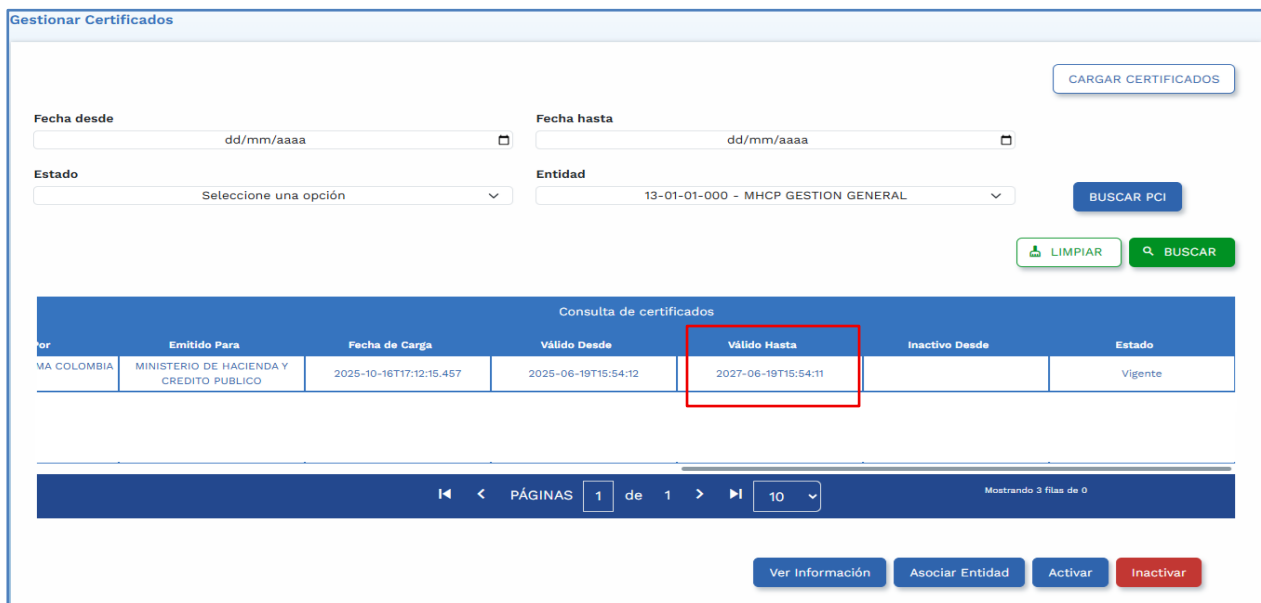 Gestionar Certificados
CARGAR CERTIFICADOS
Fecha desde
Fecha hasta
dd/mm/aaaa
dd/mm/aaaa
Estado
Entidad
Seleccione una opción
13-01-01-000 - MHCP GESTION GENERAL
BUSCAR PCI
LIMPIAR
BUSCAR
Consulta de certificados
Por Emitido Para Fecha de Carga Válido Desde Válido Hasta Inactivo Desde Estado
MA COLOMBIA MINISTERIO DE HACIENDA Y 2025-10-16T17:12:15.457 2025-06-19T15:54:12 2027-06-19T15:54:11 Vigente
CREDITO PUBLICO
PÁGINAS 1 de 1 10 Mostrando 3 filas de 0
Ver Información Asociar Entidad Activar Inactivar